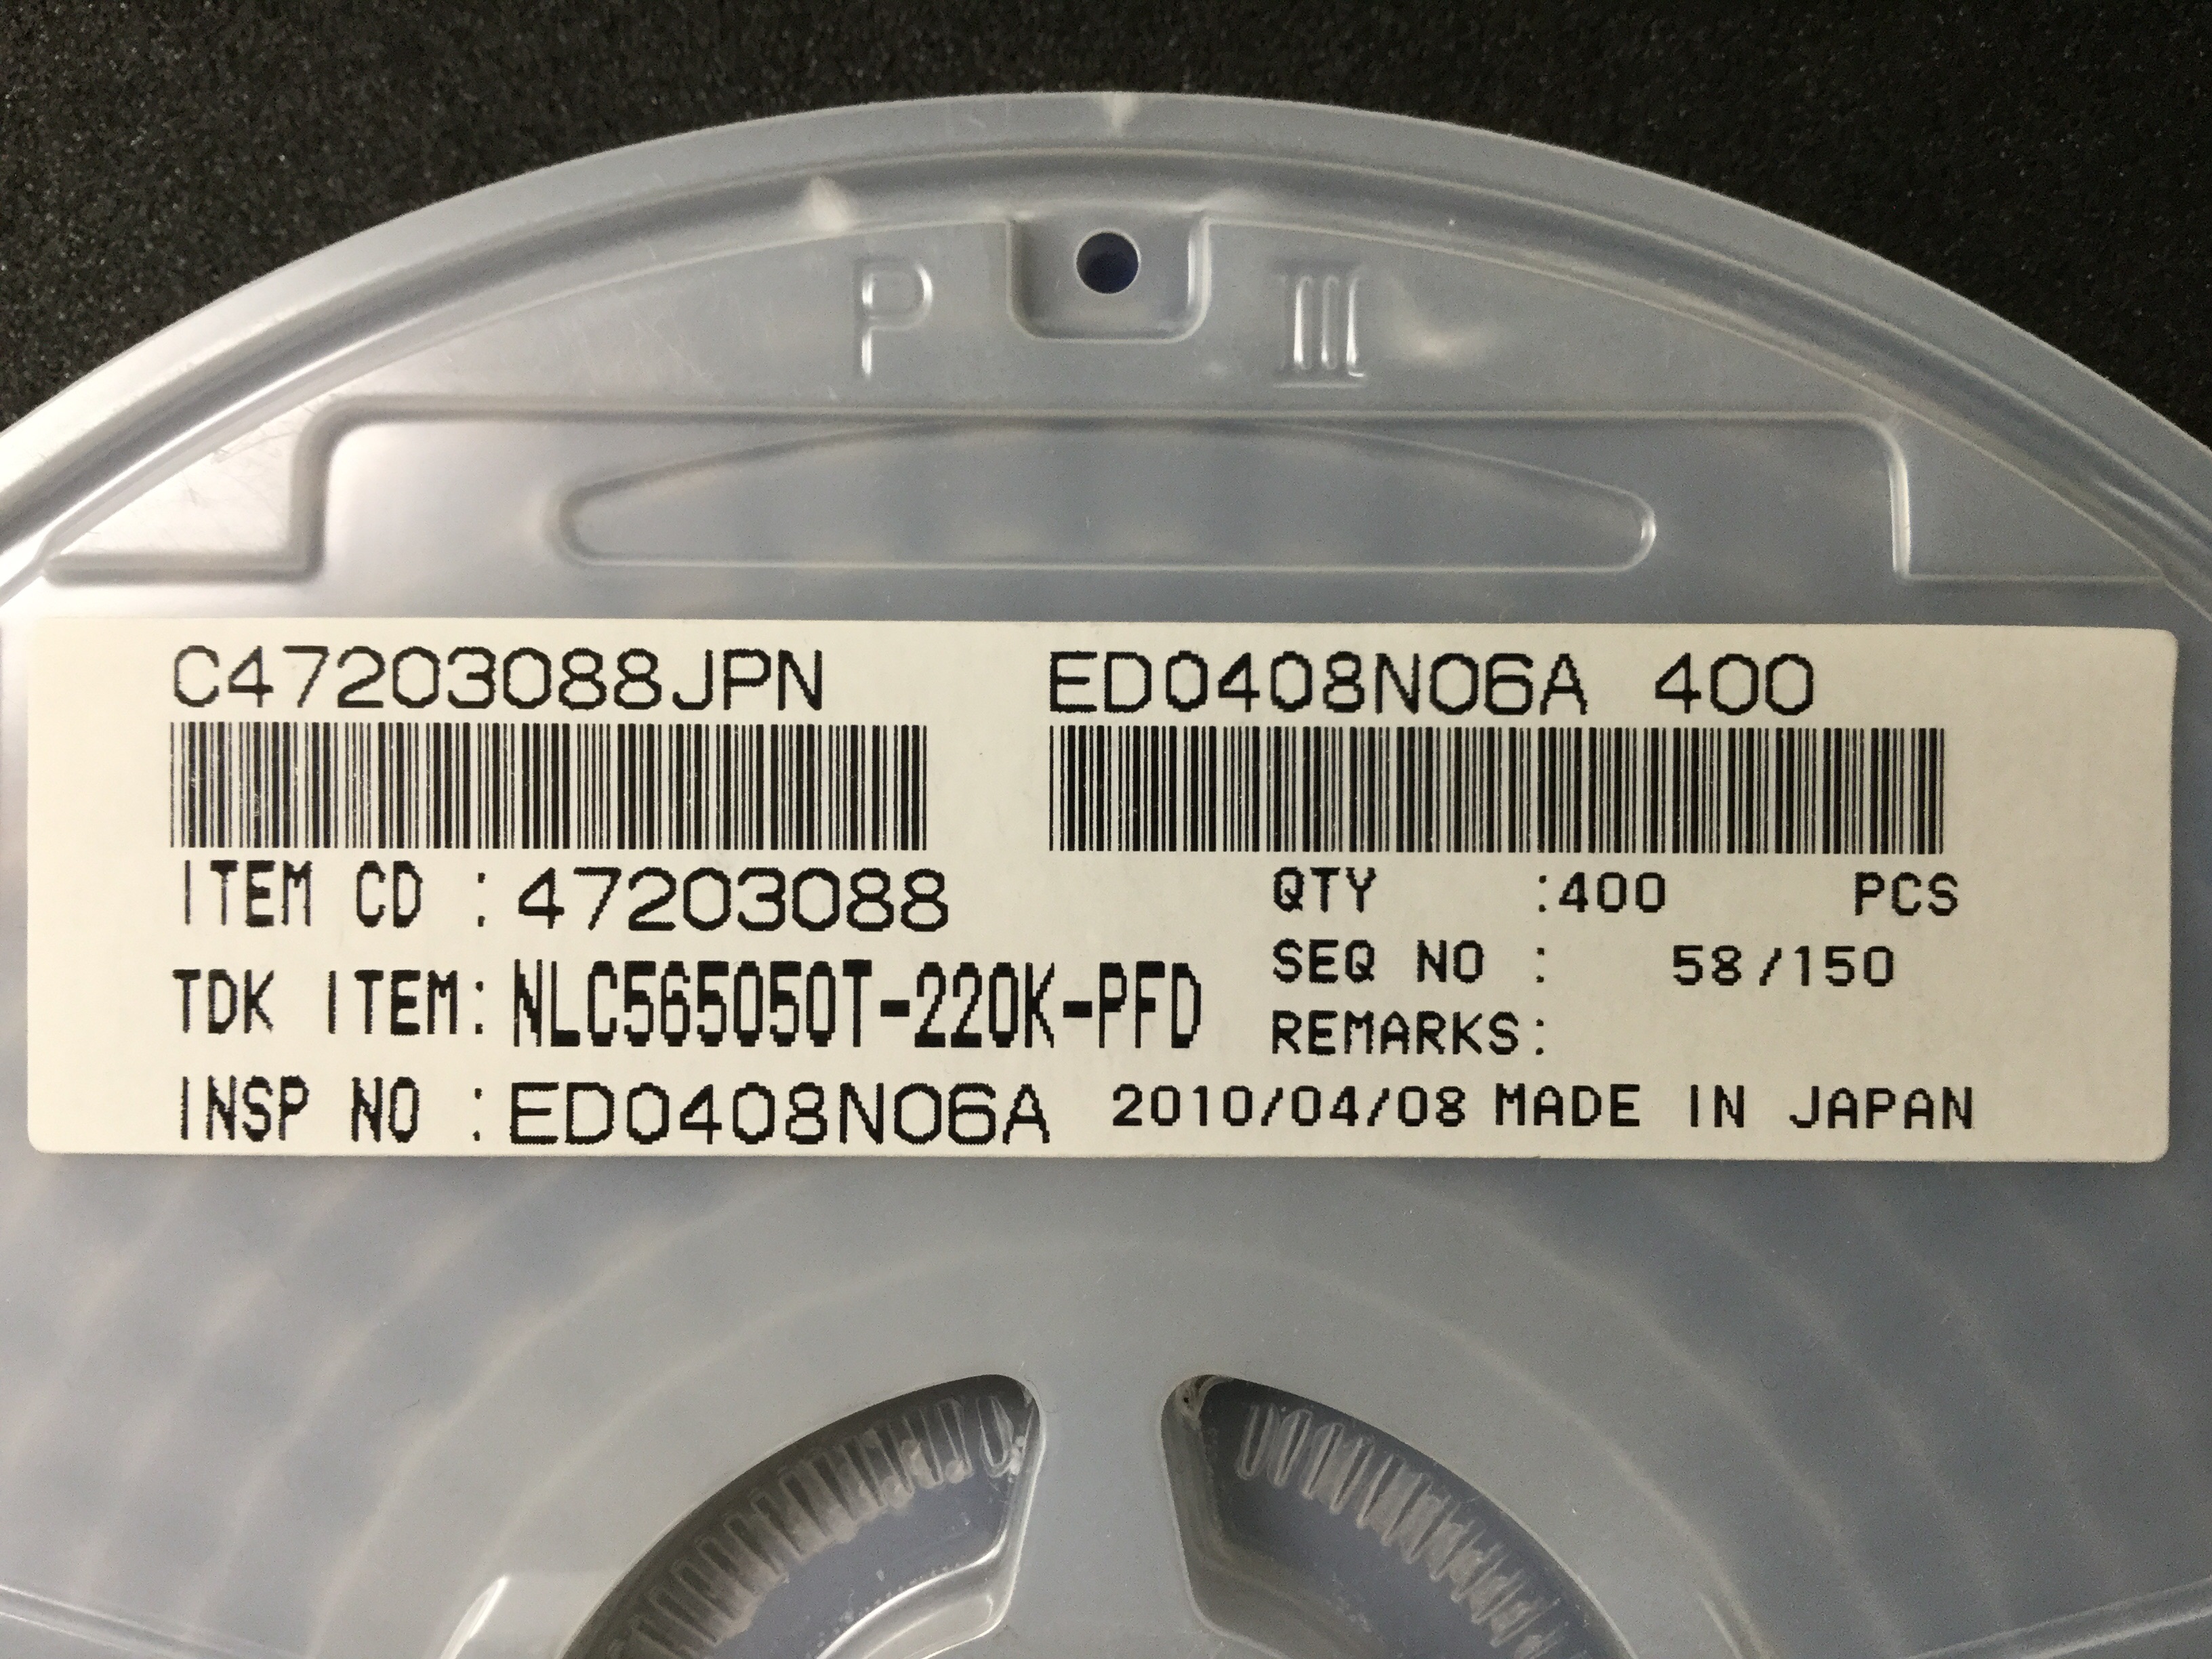 P III
C47203088JPN ED0408N06A 400
ITEM CD : 47203088 QTY :400 PCS
TDK ITEM: NLC565050T-220K-PFD SEQ NO : 58/150
REMARKS:
INSP NO : ED0408N06A 2010/04/08 MADE IN JAPAN